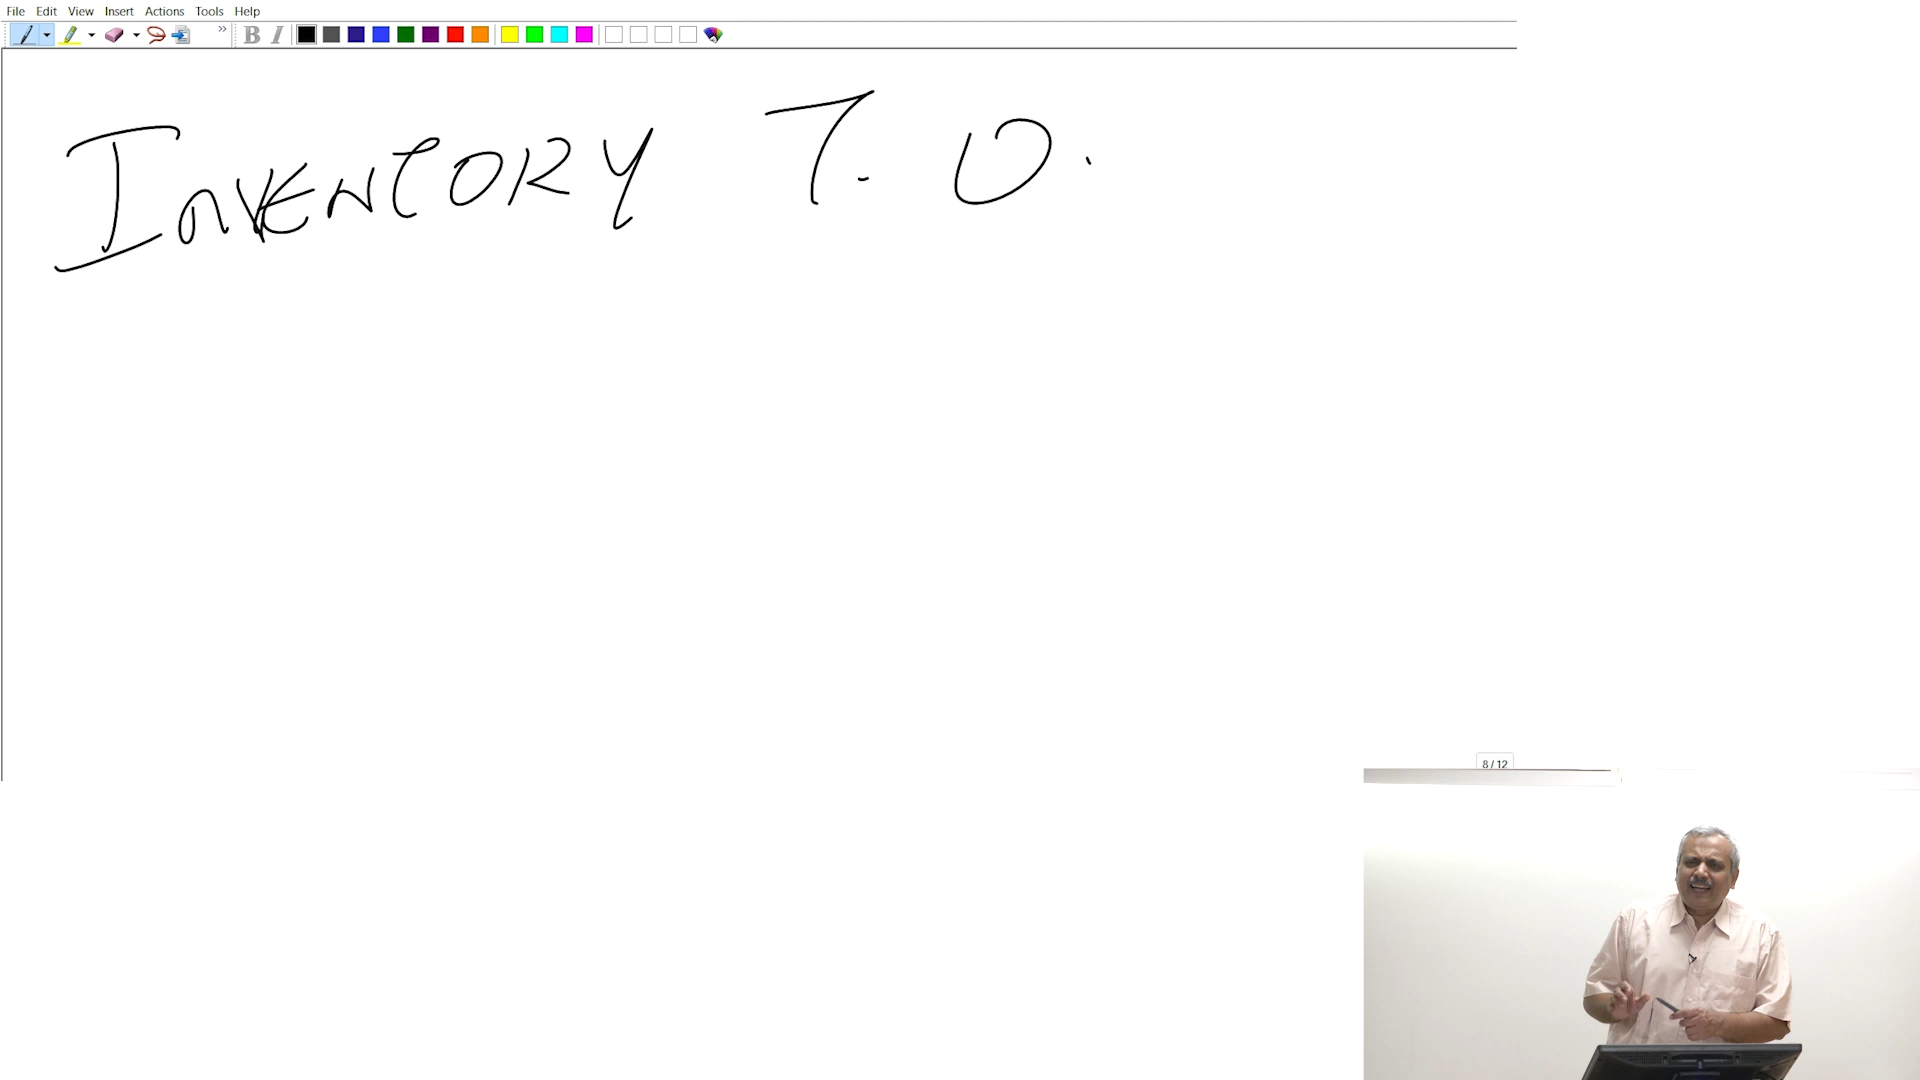 File Edit View Insert Actions Tools Help
B I
INVENTORY T. O.
8 / 12